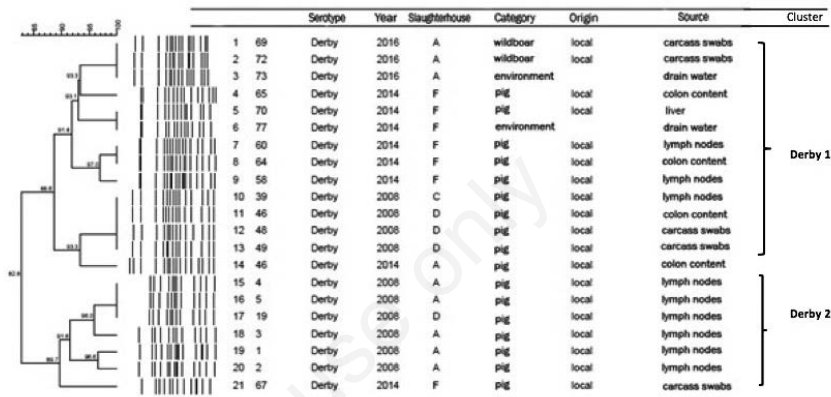 85 90 95 100
Serotype Year Slaughterhouse Category Origin Source Cluster
1 69 Derby 2016 A wildboar local carcass swabs
2 72 Derby 2016 A wildboar local carcass swabs
3 73 Derby 2016 A environment drain water
4 65 Derby 2014 F pig local colon content
5 70 Derby 2014 F pig local liver
6 77 Derby 2014 F environment drain water
7 60 Derby 2014 F pig local lymph nodes
8 64 Derby 2014 F pig local colon content
9 58 Derby 2014 F pig local lymph nodes
10 39 Derby 2008 C pig local lymph nodes
11 46 Derby 2008 D pig local colon content
12 48 Derby 2008 D pig local carcass swabs
13 49 Derby 2008 D pig local carcass swabs
14 46 Derby 2014 A pig local colon content
15 4 Derby 2008 A pig local lymph nodes
16 5 Derby 2008 A pig local lymph nodes
17 19 Derby 2008 D pig local lymph nodes
18 3 Derby 2008 A pig local lymph nodes
19 1 Derby 2008 A pig local lymph nodes
20 2 Derby 2008 A pig local lymph nodes
21 67 Derby 2014 F pig local carcass swabs
Derby 1
Derby 2
use only